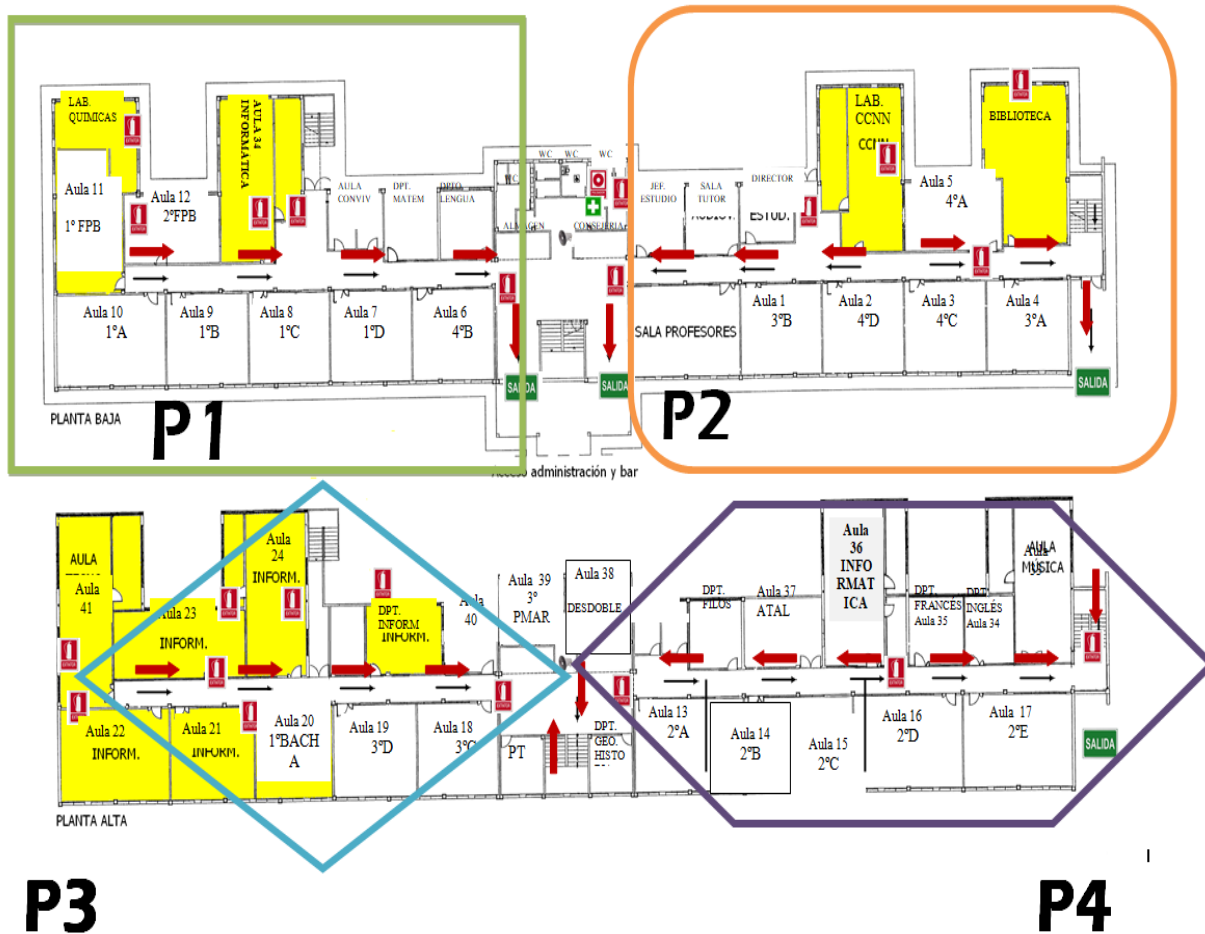 LAB.
QUIMICAS
AULA 34
INFORMATICA
Aula 11
1º FPB
Aula 12
2ºFPB
AULA
CONVIV
DPT.
MATEM
DPTO
LENGUA
WC
WC
WC
ALMACEN
CONSEJERIA
JEF.
ESTUDIO
SALA
TUTOR
DIRECTOR
ESTUD.
LAB.
CCNN
Aula 5
4ºA
BIBLIOTECA
Aula 10
1ºA
Aula 9
1ºB
Aula 8
1ºC
Aula 7
1ºD
Aula 6
4ºB
SALA PROFESORES
Aula 1
3ºB
Aula 2
4ºD
Aula 3
4ºC
Aula 4
3ºA
SALIDA
SALIDA
SALIDA
PLANTA BAJA
P1
P2
Acceso administración y bar
AULA
Aula
41
Aula 23
INFORM.
Aula
24
INFORM.
DPT.
INFORM
INFORM.
Aula
40
Aula 39
3º
PMAR
Aula 38
DESDOBLE
DPT.
FILOS
Aula 37
ATAL
Aula
36
INFO
RMAT
ICA
DPT.
FRANCÉS
Aula 35
DPT.
INGLÉS
Aula 34
AULA
MÚSICA
Aula 22
INFORM.
Aula 21
INFORM.
Aula 20
1ºBACH
A
Aula 19
3ºD
Aula 18
3ºC
PT
DPT.
GEO.
HISTO
Aula 13
2ºA
Aula 14
2ºB
Aula 15
2ºC
Aula 16
2ºD
Aula 17
2ºE
SALIDA
PLANTA ALTA
P3
P4